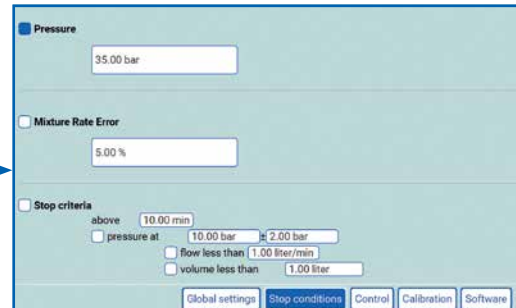 Pressure
35.00 bar
Mixture Rate Error
5.00 %
Stop criteria
above 10.00 min
pressure at 10.00 bar ± 2.00 bar
flow less than 1.00 liter/min
volume less than 1.00 liter
Global settings Stop conditions Control Calibration Software